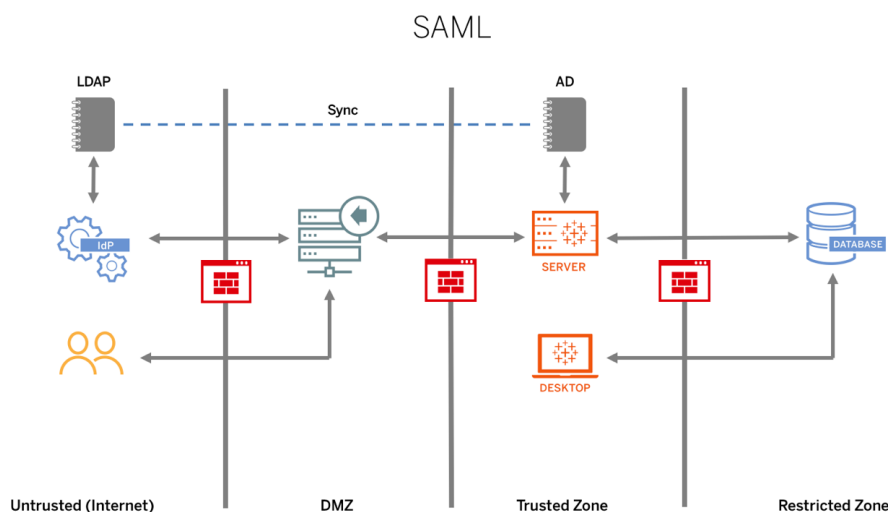 SAML
LDAP
AD
Sync
IdP
SERVER
DATABASE
DESKTOP
Untrusted (Internet)
DMZ
Trusted Zone
Restricted Zone